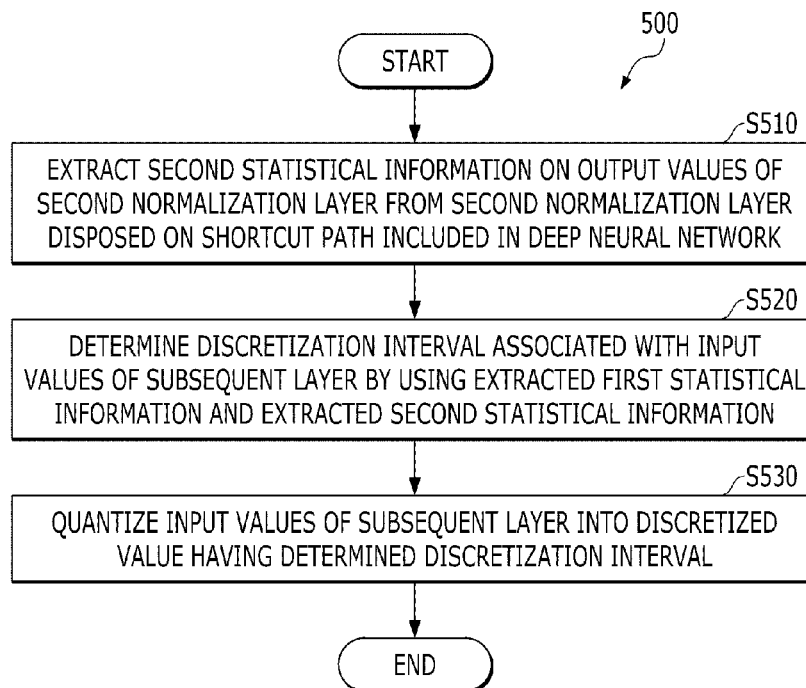 500
START
S510
EXTRACT SECOND STATISTICAL INFORMATION ON OUTPUT VALUES OF
SECOND NORMALIZATION LAYER FROM SECOND NORMALIZATION LAYER
DISPOSED ON SHORTCUT PATH INCLUDED IN DEEP NEURAL NETWORK
S520
DETERMINE DISCRETIZATION INTERVAL ASSOCIATED WITH INPUT
VALUES OF SUBSEQUENT LAYER BY USING EXTRACTED FIRST STATISTICAL
INFORMATION AND EXTRACTED SECOND STATISTICAL INFORMATION
S530
QUANTIZE INPUT VALUES OF SUBSEQUENT LAYER INTO DISCRETIZED
VALUE HAVING DETERMINED DISCRETIZATION INTERVAL
END